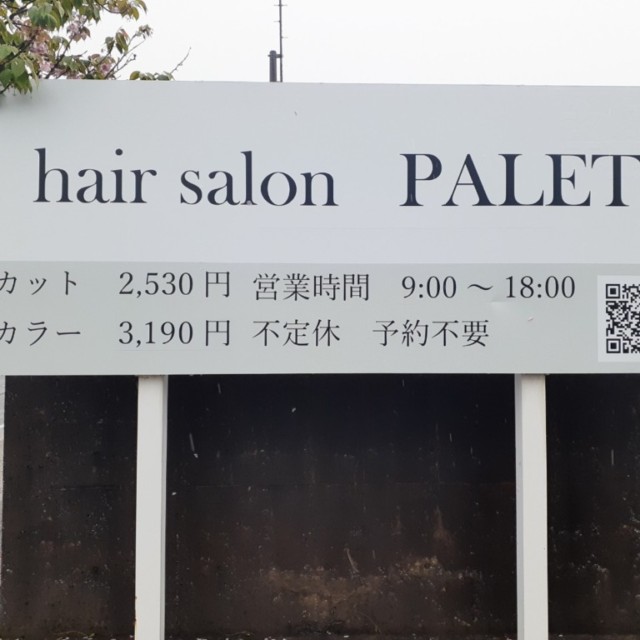 hair salon PALET
カット 2,530 円 営業時間 9:00 ～ 18:00
カラー 3,190 円 不定休 予約不要